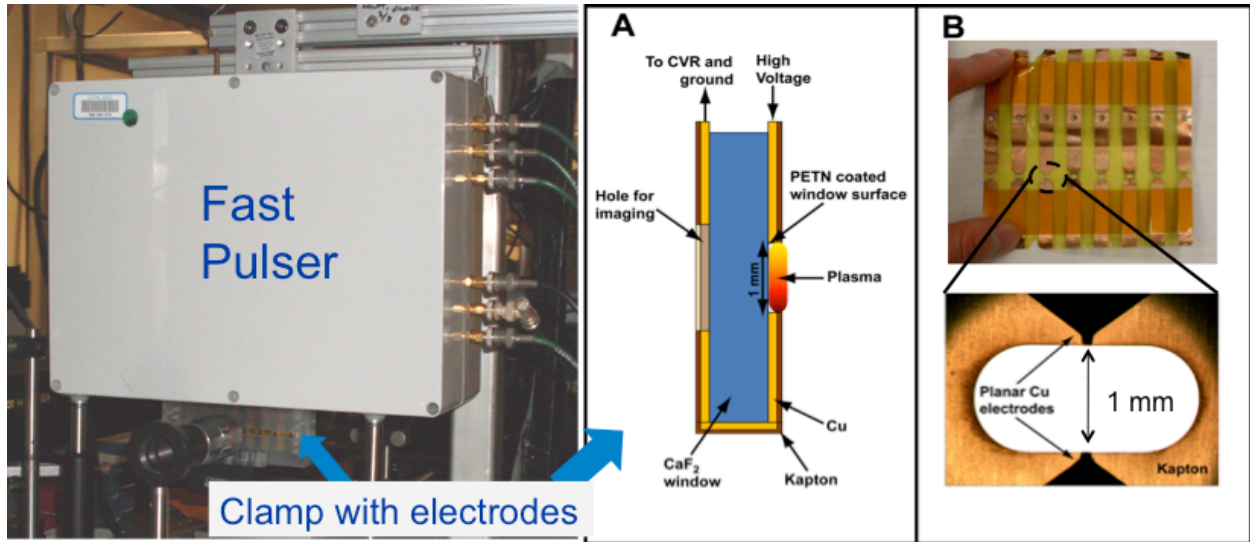 Fast
Pulser
Clamp with electrodes
A
To CVR and
ground
High
Voltage
Hole for
imaging
PETN coated
window surface
1 mm
Plasma
CaF₂
window
Cu
Kapton
B
Planar Cu
electrodes
1 mm
Kapton